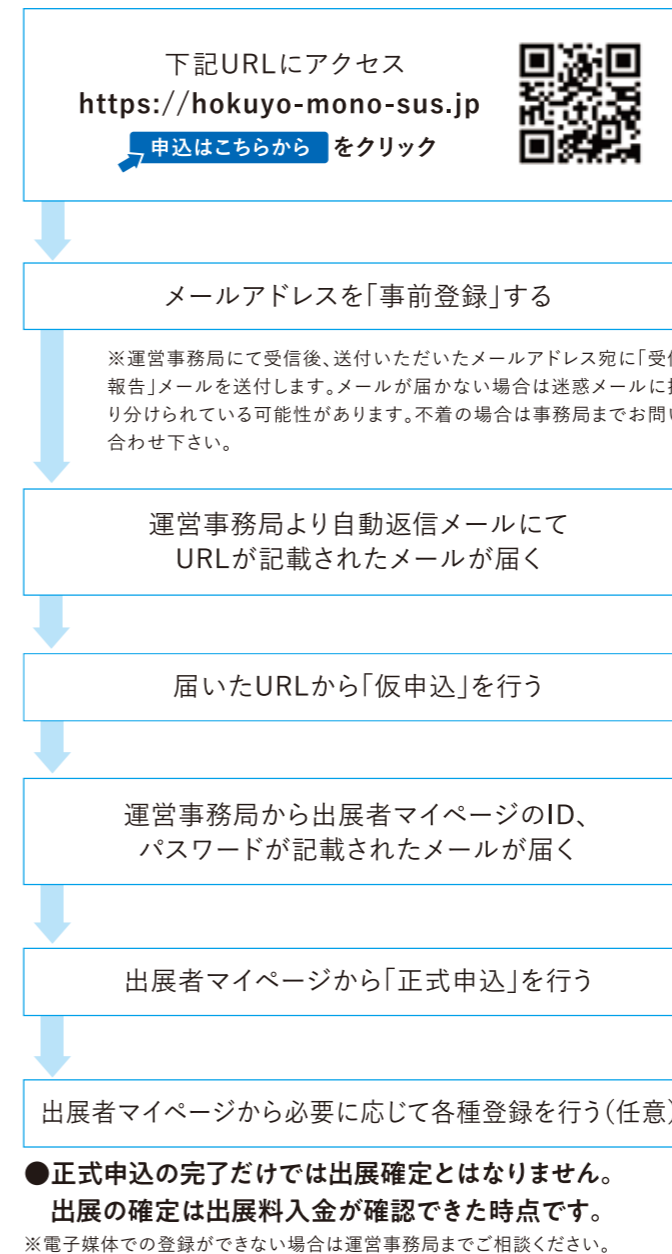 下記URLにアクセス
https://hokuyo-mono-sus.jp
申込はこちらから をクリック
メールアドレスを「事前登録」する
※運営事務局にて受信後、送付いただいたメールアドレス宛に「受信
報告」メールを送付します。メールが届かない場合は迷惑メールに
り分けられている可能性があります。不着の場合は事務局までお問い
合わせ下さい。
運営事務局より自動返信メールにて
URLが記載されたメールが届く
届いたURLから「仮申込」を行う
運営事務局から出展者マイページのID、
パスワードが記載されたメールが届く
出展者マイページから「正式申込」を行う
出展者マイページから必要に応じて各種登録を行う(任意)
●正式申込の完了だけでは出展確定とはなりません。
出展の確定は出展料入金が確認できた時点です。
※電子媒体での登録ができない場合は運営事務局までご相談ください。